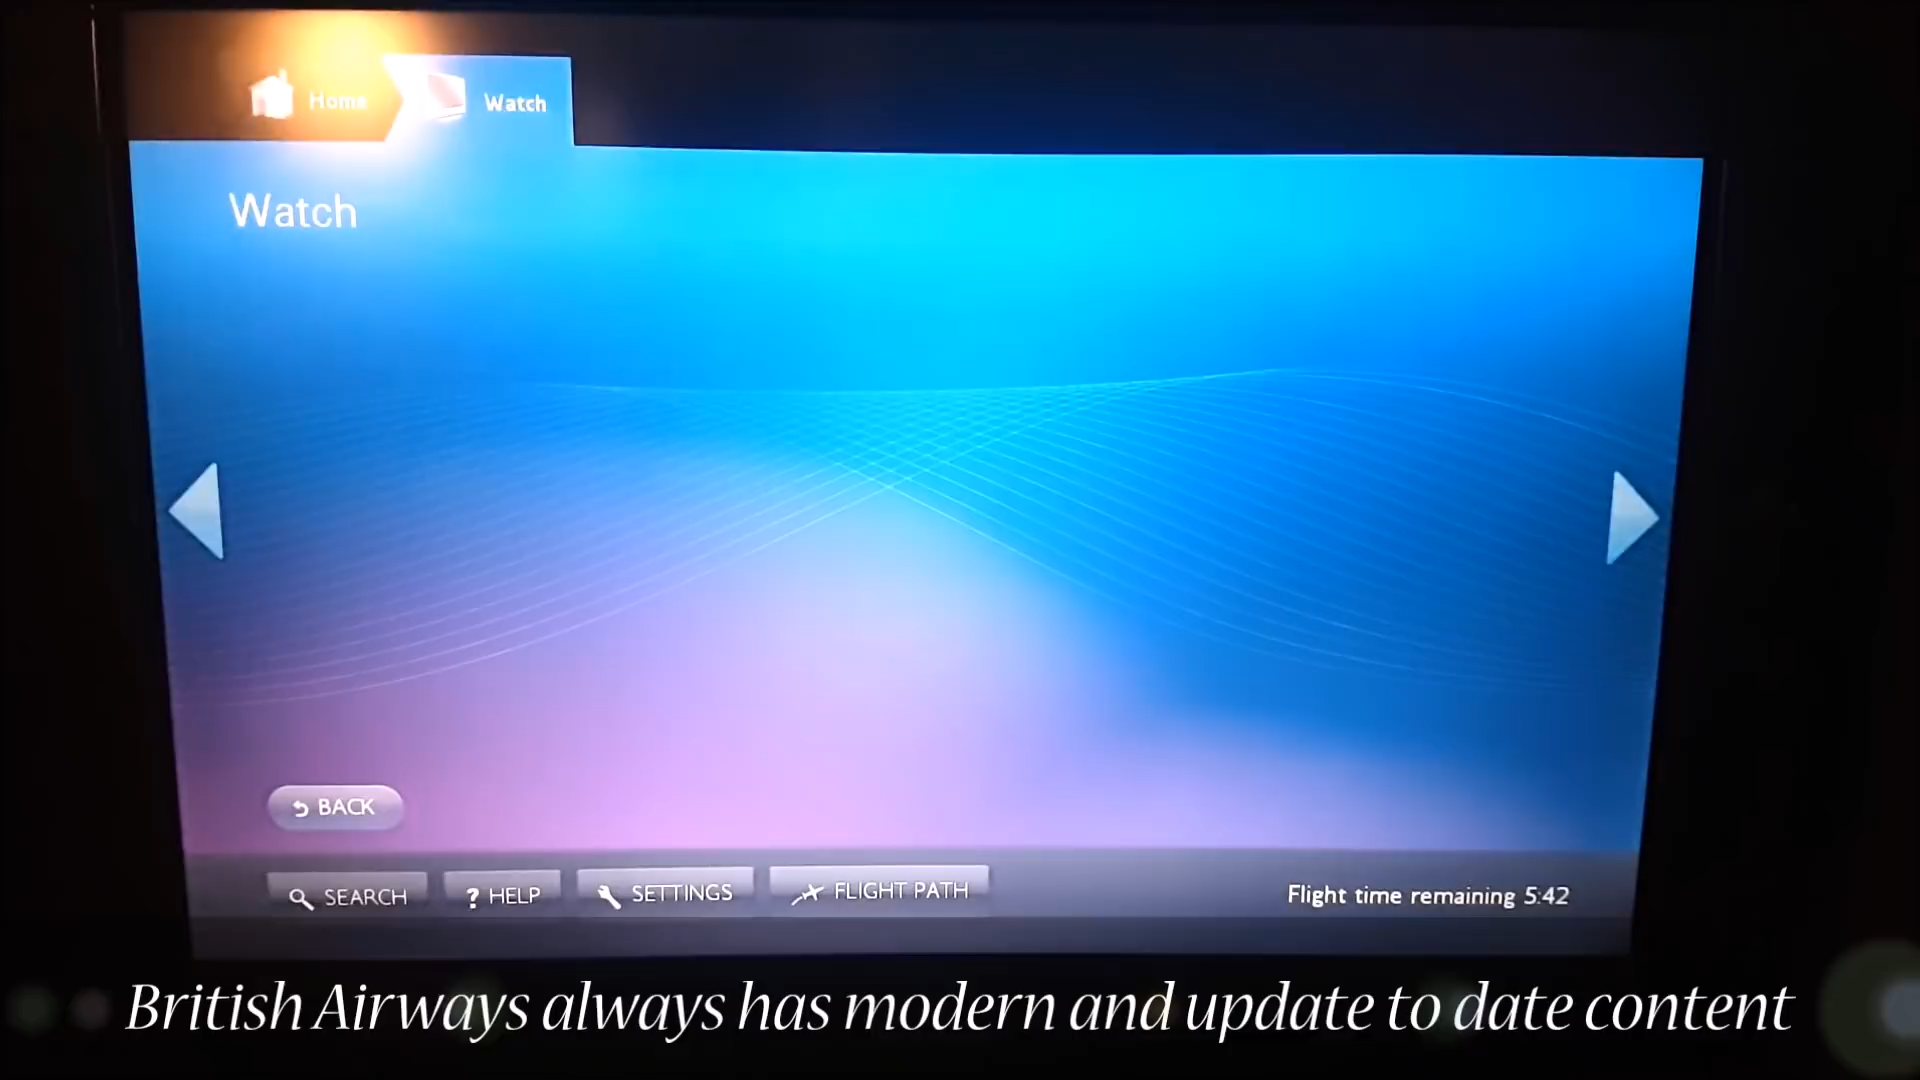 Home
Watch
Watch
BACK
SEARCH
? HELP
SETTINGS
FLIGHT PATH
Flight time remaining 5:42
British Airways always has modern and update to date content